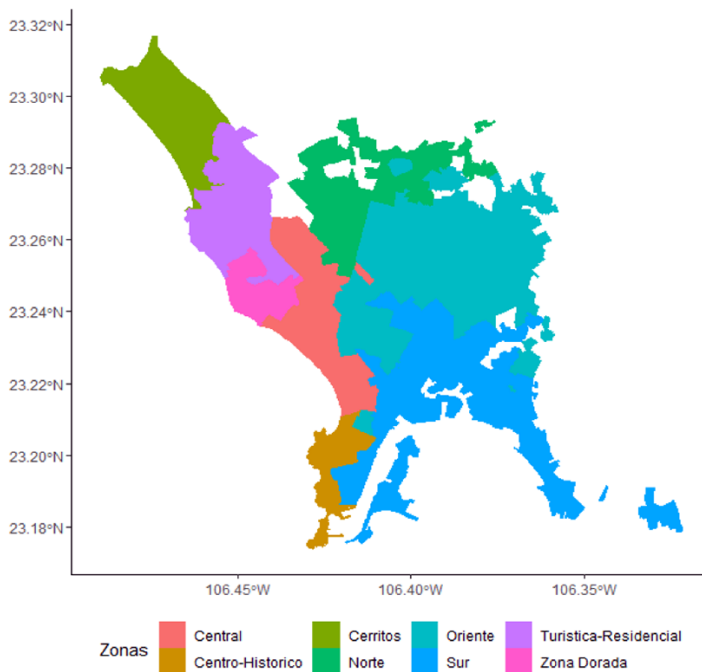 23.32°N
23.30°N
23.28°N
23.26°N
23.24°N
23.22°N
23.20°N
23.18°N
106.45°W 106.40°W 106.35°W
Zonas
Central Cerritos Oriente Turistica-Residencial
Centro-Historico Norte Sur Zona Dorada